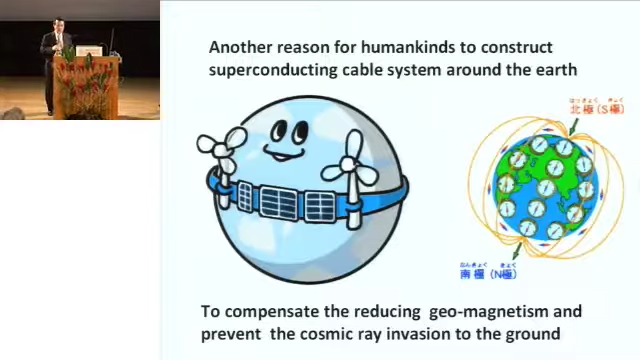 Another reason for humankinds to construct
superconducting cable system around the earth
ほっきょく きょく
北極(S極)
なんきょく きょく
南極(N極)
To compensate the reducing geo-magnetism and
prevent the cosmic ray invasion to the ground